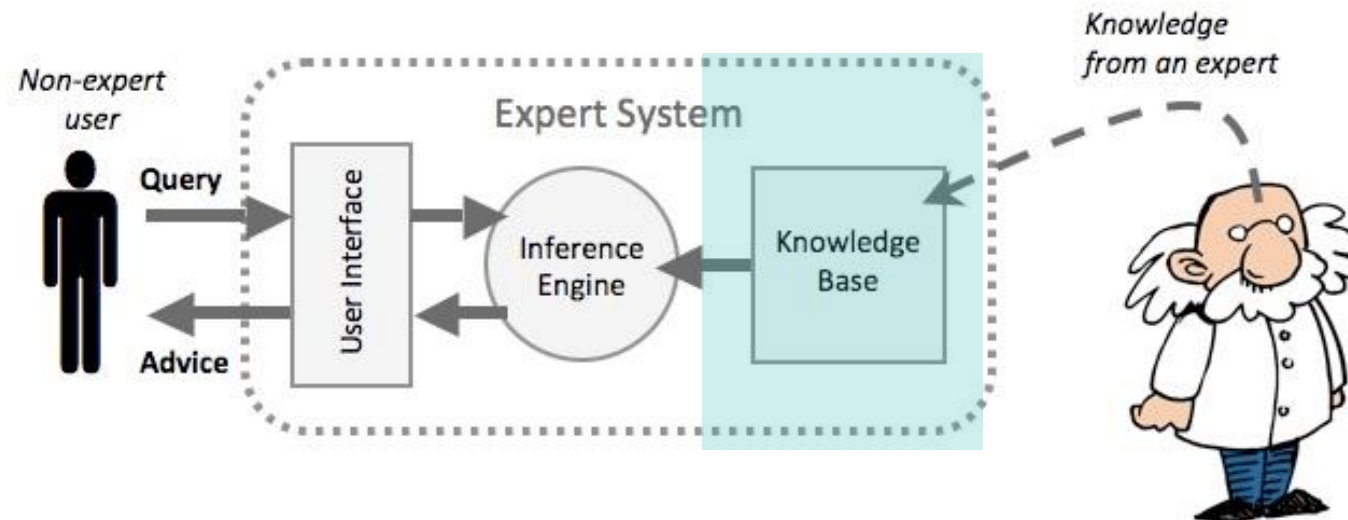 Non-expert
user
Query
Advice
Expert System
User Interface
Inference
Engine
Knowledge
Base
Knowledge
from an expert